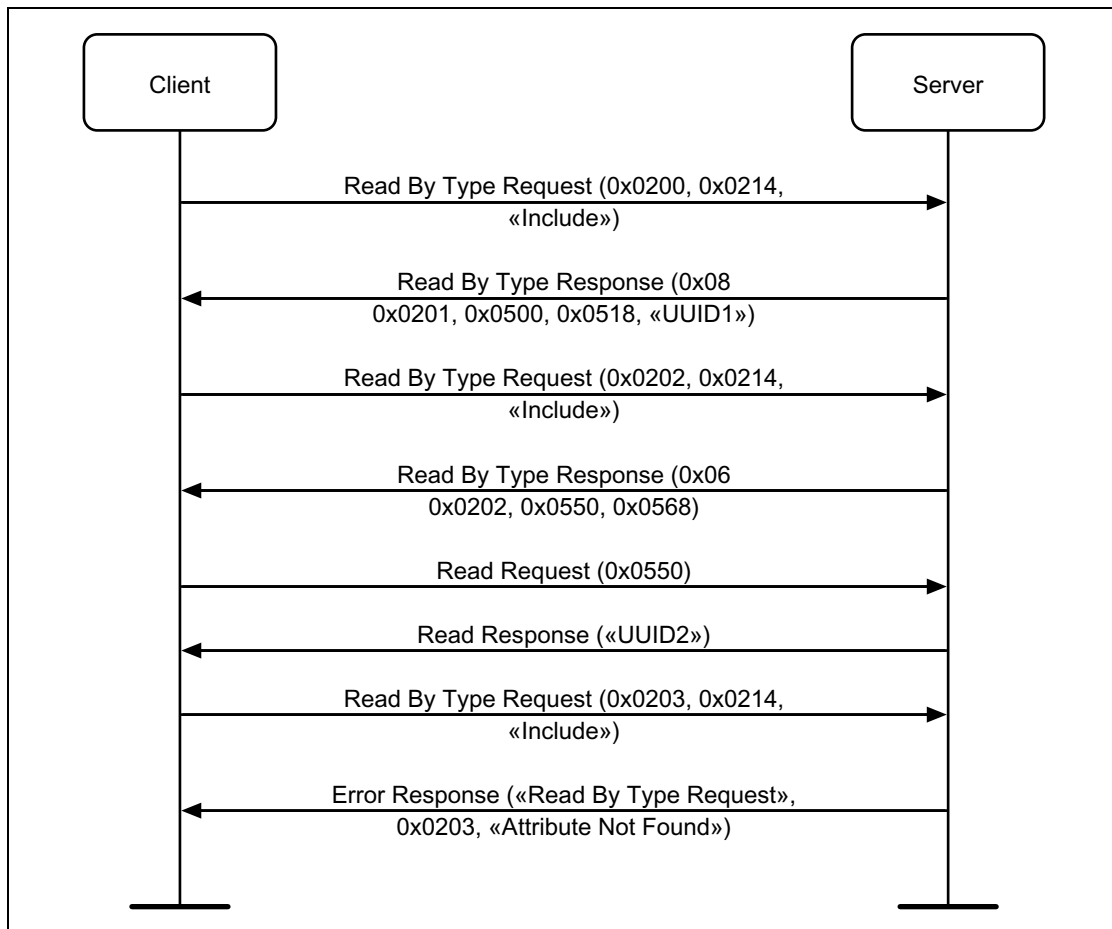 Client
Server
Read By Type Request (0x0200, 0x0214,
«Include»)
Read By Type Response (0x08
0x0201, 0x0500, 0x0518, «UUID1»)
Read By Type Request (0x0202, 0x0214,
«Include»)
Read By Type Response (0x06
0x0202, 0x0550, 0x0568)
Read Request (0x0550)
Read Response («UUID2»)
Read By Type Request (0x0203, 0x0214,
«Include»)
Error Response («Read By Type Request»,
0x0203, «Attribute Not Found»)